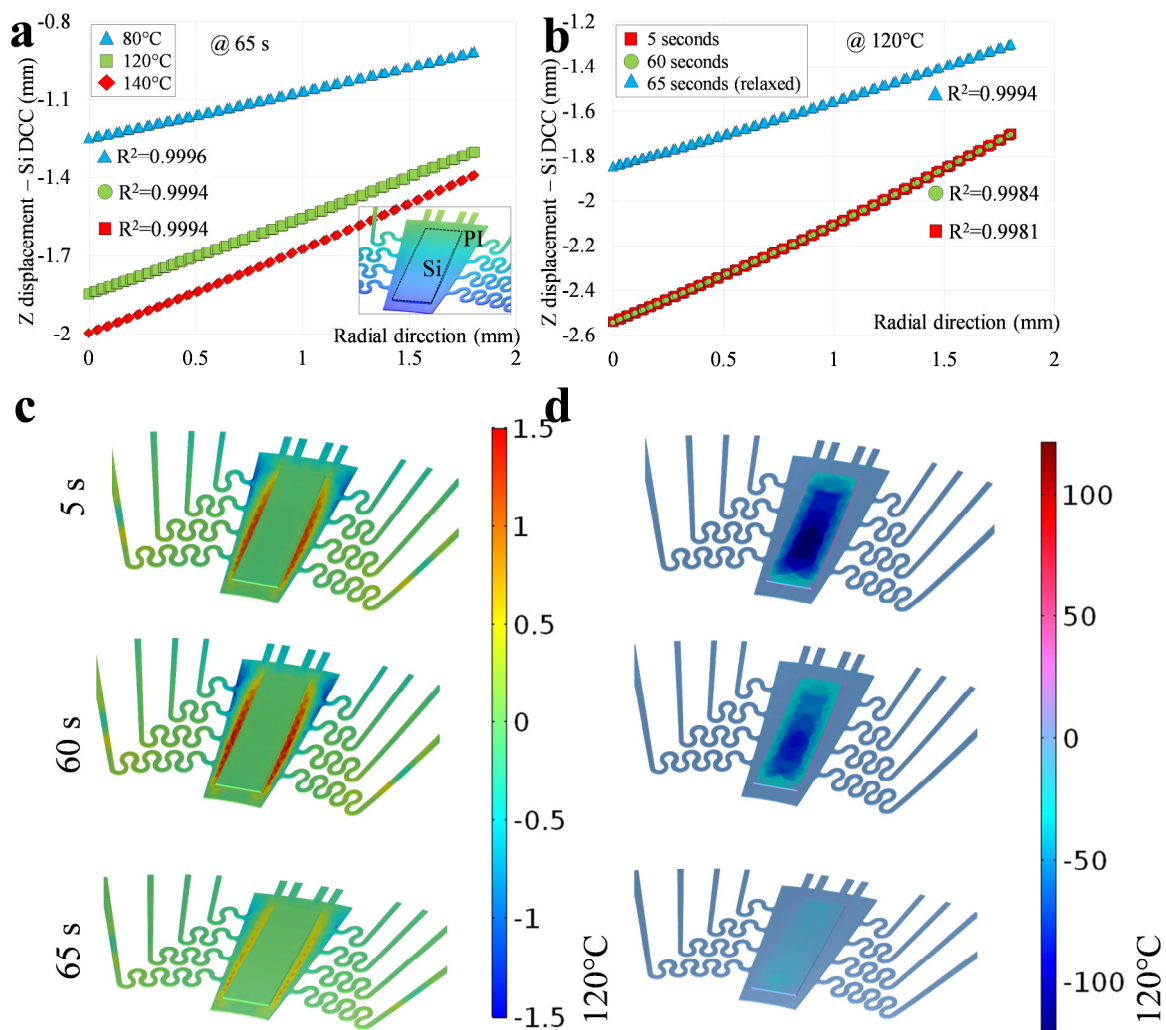 a
Z displacement – Si DCC (mm)
-0.8
-1.1
-1.4
-1.7
-2
80°C
120°C
140°C
@ 65 s
R²=0.9996
R²=0.9994
R²=0.9994
PI
Si
Radial direction (mm)
0
0.5
1
1.5
2
b
Z displacement – Si DCC (mm)
-1.2
-1.4
-1.6
-1.8
-2
-2.2
-2.4
-2.6
5 seconds
60 seconds
65 seconds (relaxed)
@ 120°C
R²=0.9994
R²=0.9984
R²=0.9981
Radial direction (mm)
0
0.5
1
1.5
2
c
5 s
60 s
65 s
1.5
1
0.5
0
-0.5
-1
-1.5
120°C
d
100
50
0
-50
-100
120°C